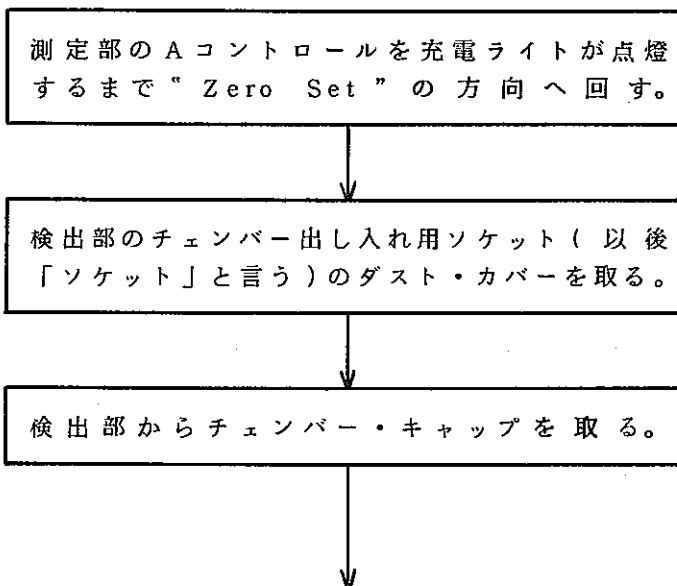 測定部のAコントロールを充電ライトが点燈
するまで“Zero Set”の方向へ回す。
検出部のチェンバー出し入れ用ソケット(以後
「ソケット」と言う)のダスト・カバーを取る。
検出部からチェンバー・キャップを取る。